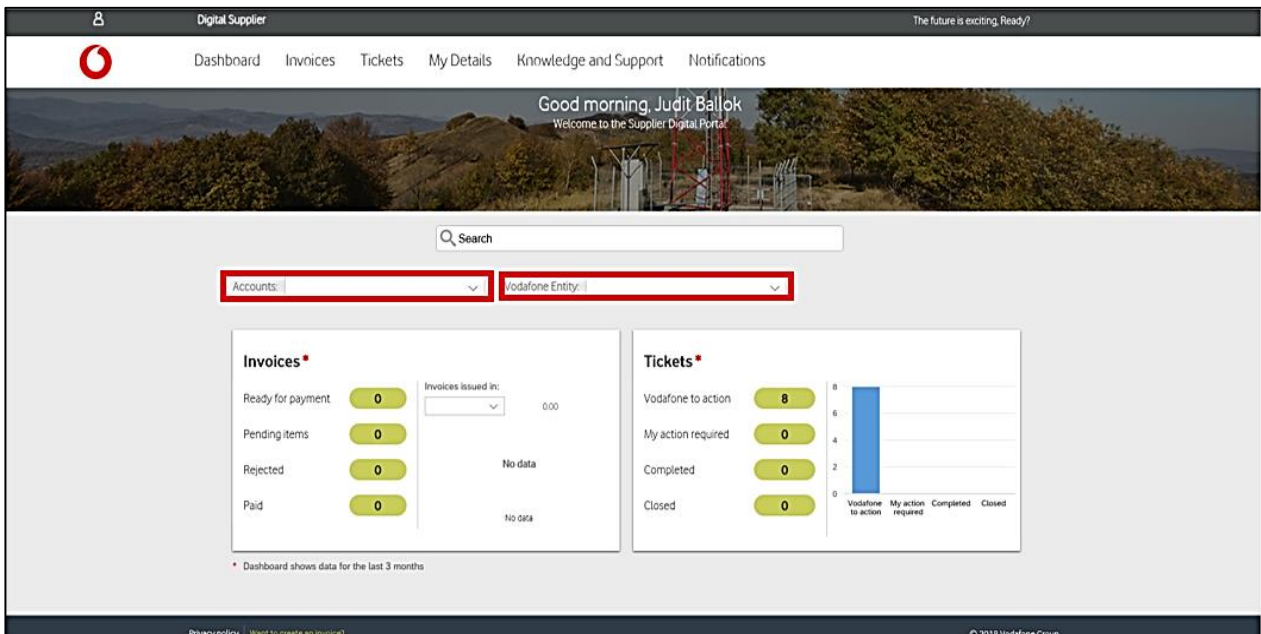 Digital Supplier
The future is exciting, Ready?
Dashboard Invoices Tickets My Details Knowledge and Support Notifications
Good morning, Judit Ballok
Welcome to the Supplier Digital Portal
Search
Accounts:
Vodafone Entity:
Invoices*
Ready for payment 0
Pending items 0
Rejected 0
Paid 0
Invoices issued in:
0.00
No data
No data
Tickets*
Vodafone to action 8
My action required 0
Completed 0
Closed 0
8
6
4
2
0
Vodafone to action
My action required
Completed
Closed
* Dashboard shows data for the last 3 months
Privacy policy Want to create an invoice?
© 2018 Vodafone Group